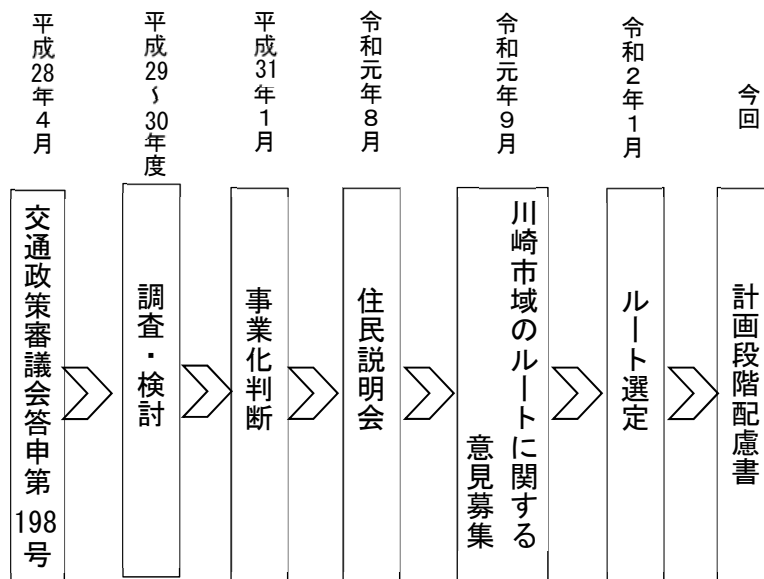 平成28年４月
平成29～30年度
平成31年１月
令和元年８月
令和元年９月
令和２年１月
今回
交通政策審議会答申第198号
調査・検討
事業化判断
住民説明会
川崎市域のルートに関する
意見募集
ルート選定
計画段階配慮書